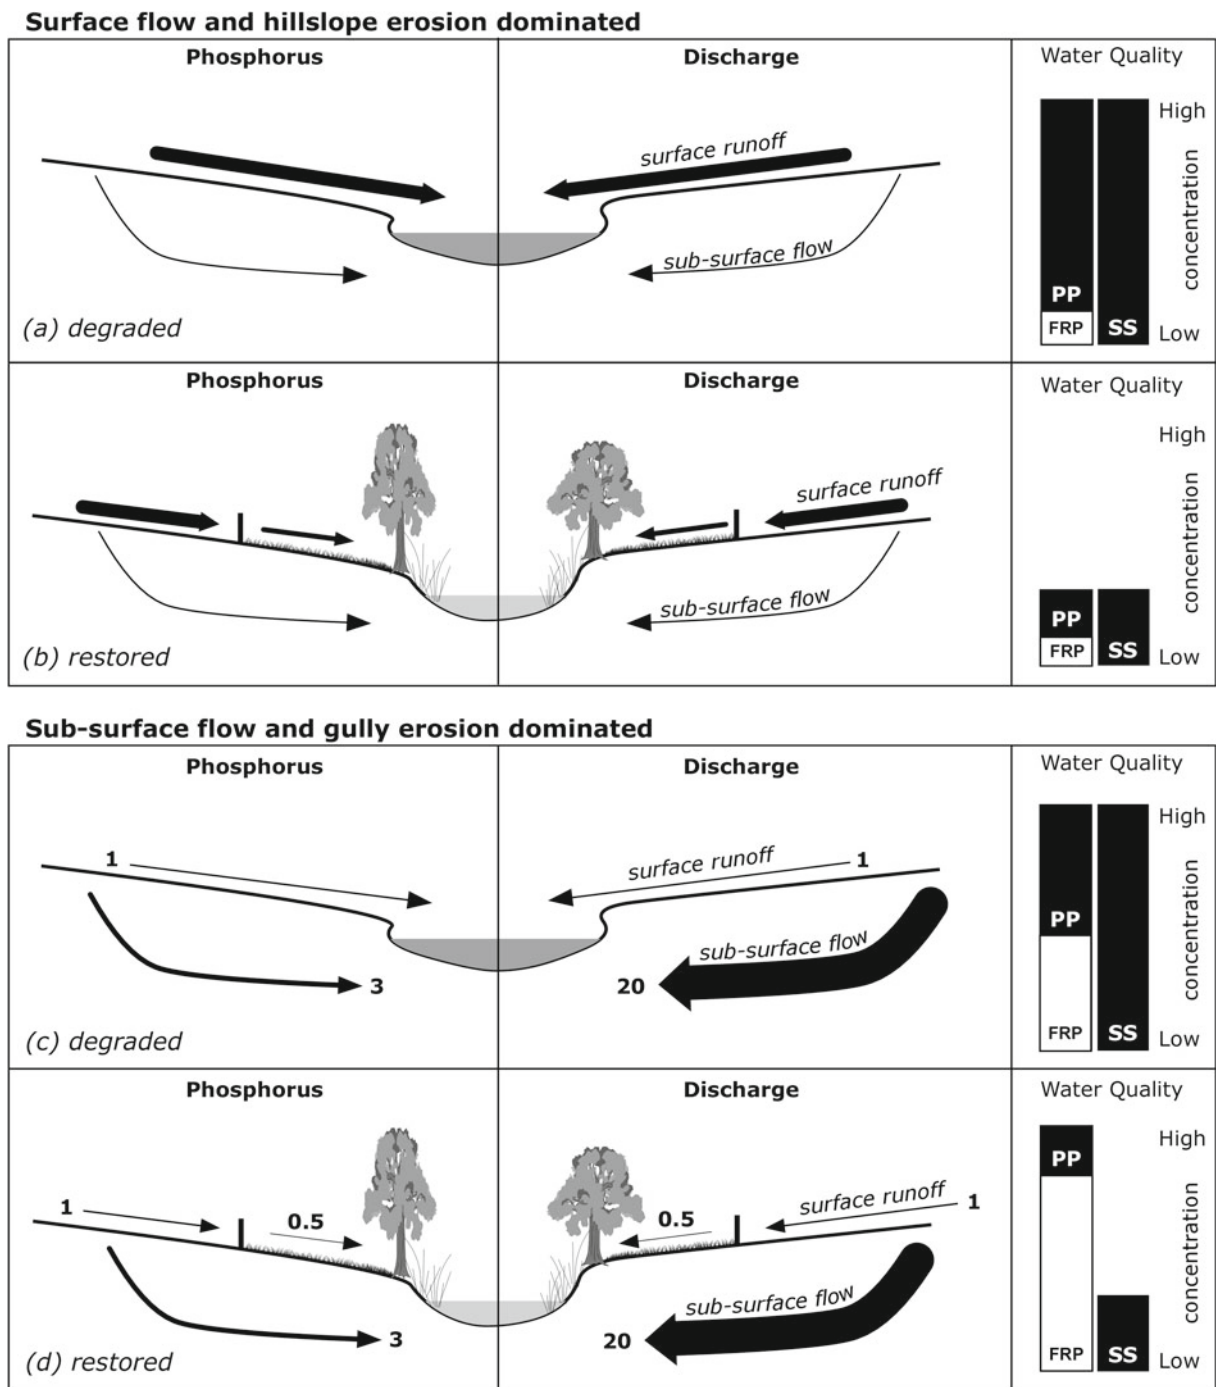 Surface flow and hillslope erosion dominated
Phosphorus
Discharge
Water Quality
surface runoff
sub-surface flow
High
concentration
Low
PP
FRP
SS
(a) degraded
Phosphorus
Discharge
Water Quality
surface runoff
sub-surface flow
High
concentration
Low
PP
FRP
SS
(b) restored
Sub-surface flow and gully erosion dominated
Phosphorus
Discharge
Water Quality
1
surface runoff
1
sub-surface flow
3
20
High
concentration
Low
PP
FRP
SS
(c) degraded
Phosphorus
Discharge
Water Quality
1
0.5
0.5
surface runoff
1
sub-surface flow
3
20
High
concentration
Low
PP
FRP
SS
(d) restored